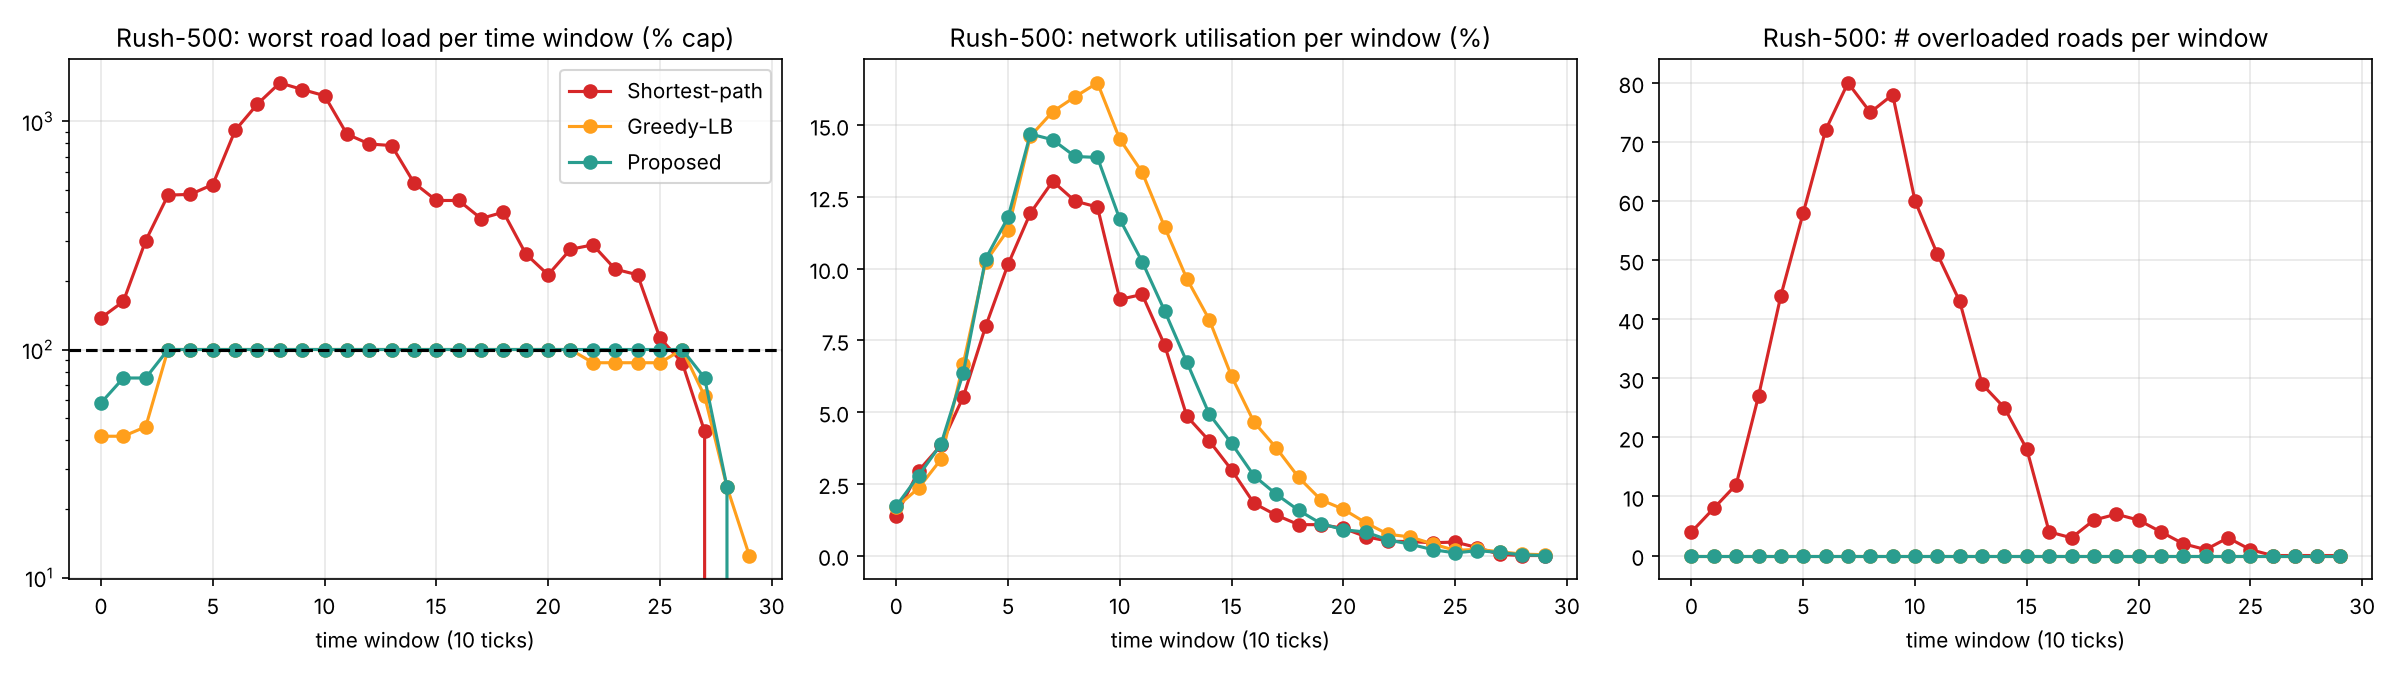 Rush-500: worst road load per time window (% cap)
10³
10²
10¹
0 5 10 15 20 25 30
time window (10 ticks)
Shortest-path
Greedy-LB
Proposed
Rush-500: network utilisation per window (%)
15.0
12.5
10.0
7.5
5.0
2.5
0.0
0 5 10 15 20 25 30
time window (10 ticks)
Rush-500: # overloaded roads per window
80
70
60
50
40
30
20
10
0
0 5 10 15 20 25 30
time window (10 ticks)